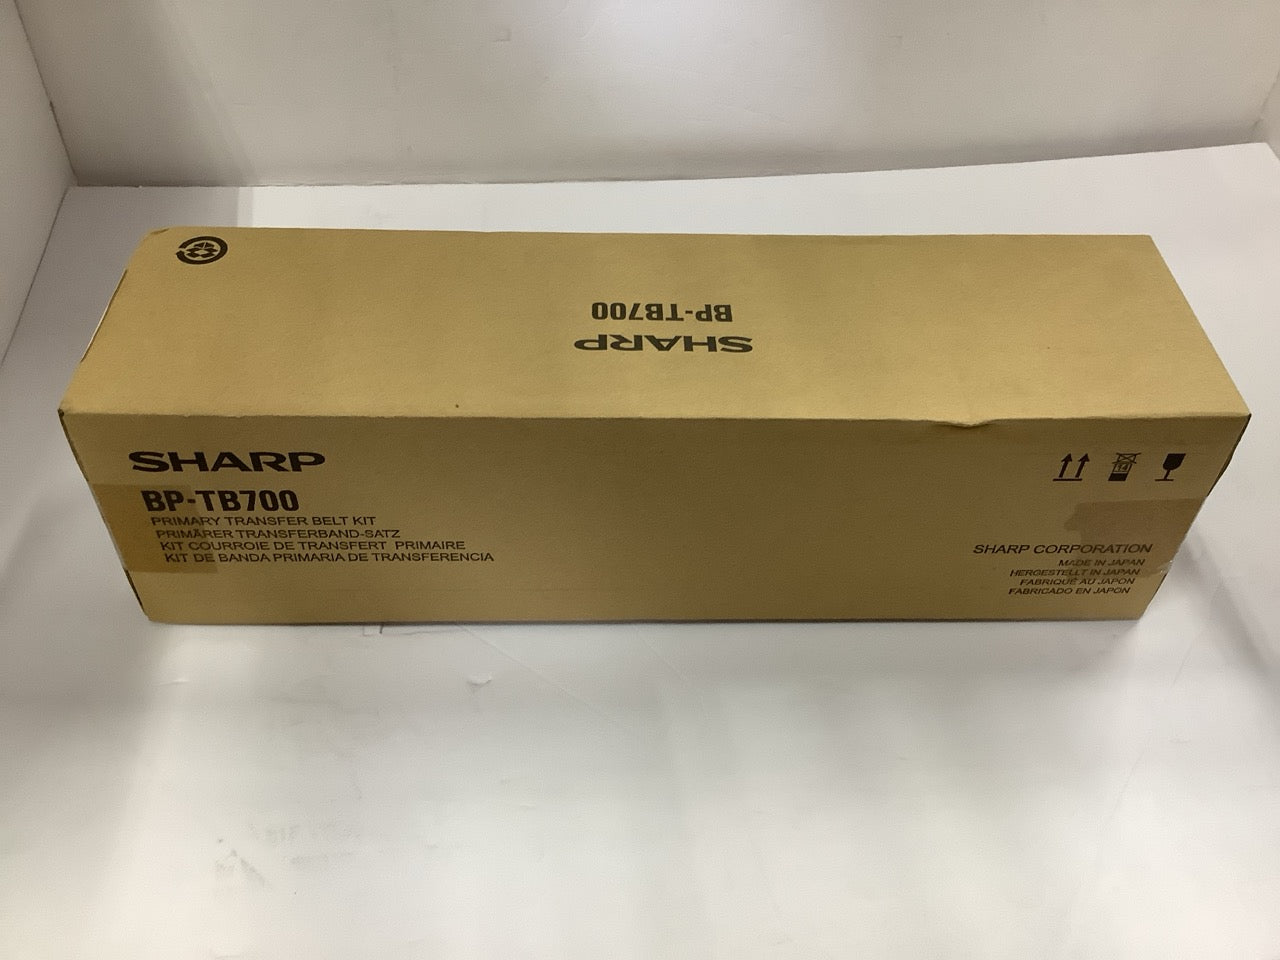 BP-TB700
SHARP
SHARP
BP-TB700
PRIMARY TRANSFER BELT KIT
PRIMÄRER TRANSFERBAND-SATZ
KIT COURROIE DE TRANSFERT PRIMAIRE
KIT DE BANDA PRIMARIA DE TRANSFERENCIA
14
SHARP CORPORATION
MADE IN JAPAN
HERGESTELLT IN JAPAN
FABRIQUÉ AU JAPON
FABRICADO EN JAPON